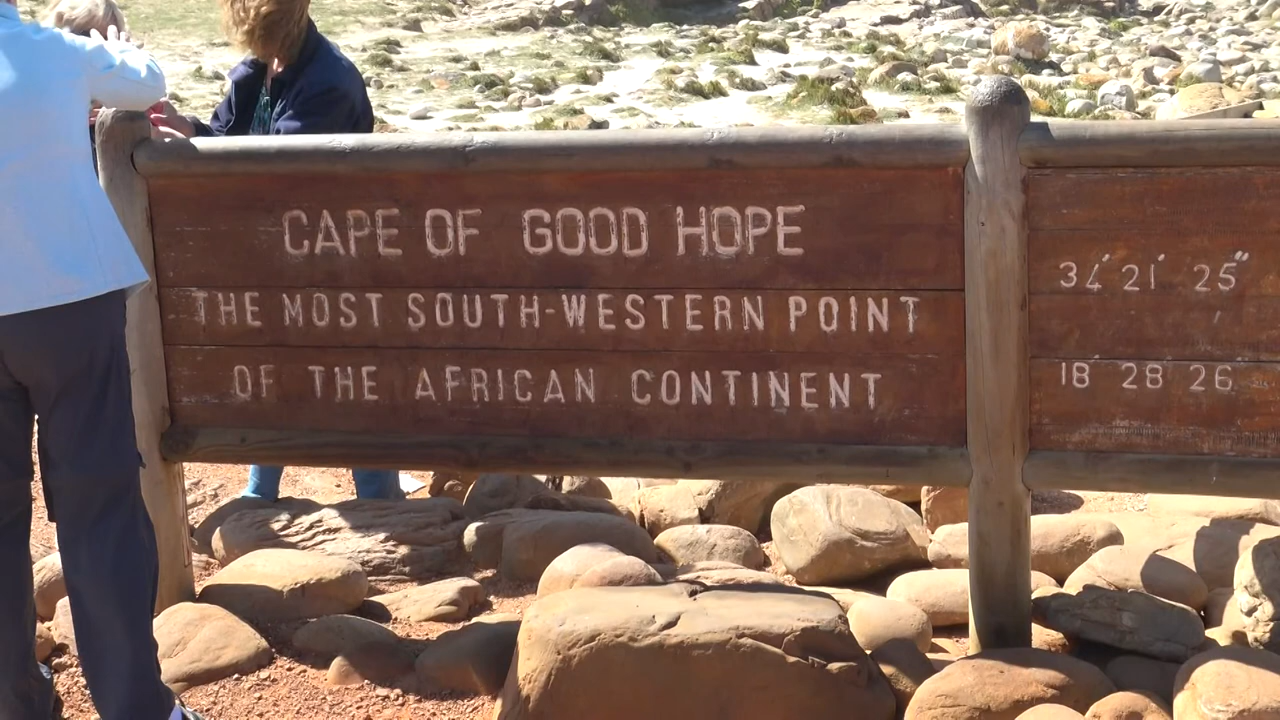 CAPE OF GOOD HOPE
THE MOST SOUTH-WESTERN POINT
OF THE AFRICAN CONTINENT
34° 21' 25"
18° 28' 26"